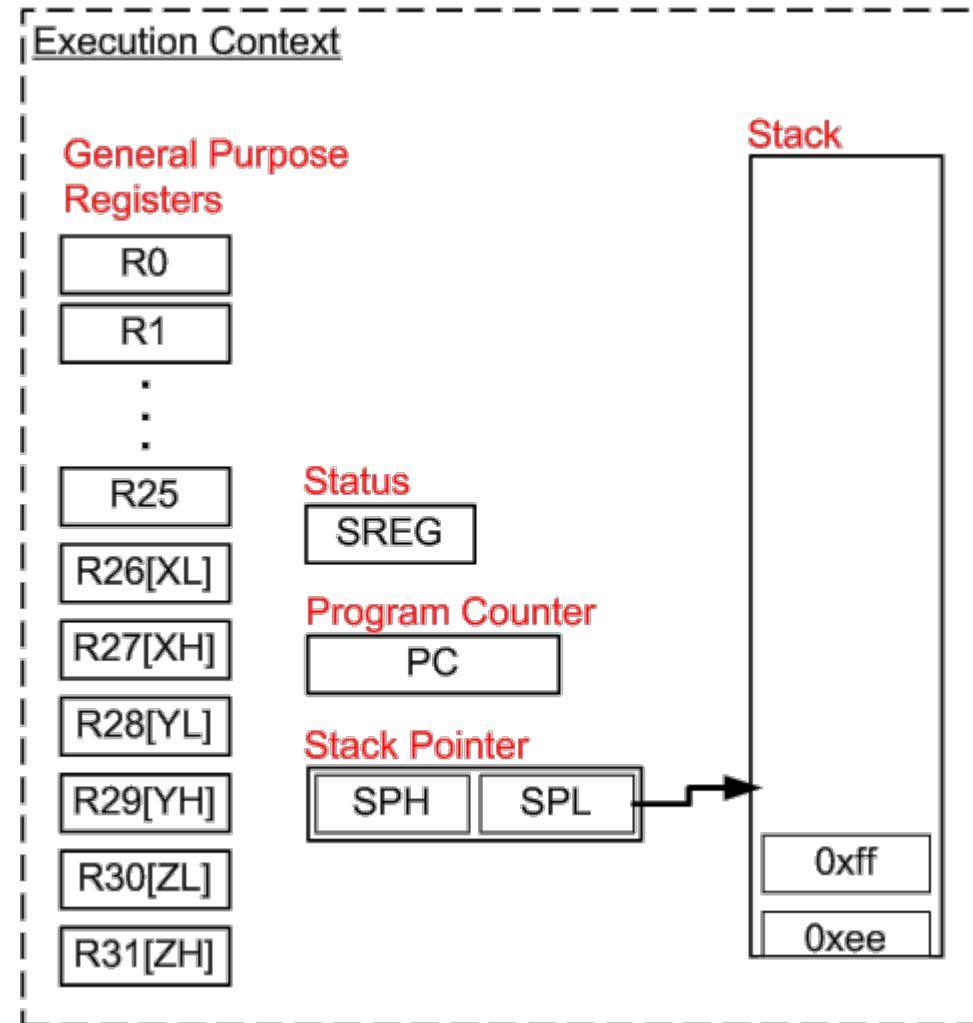 Execution Context
General Purpose
Registers
R0
R1
R25
R26[XL]
R27[XH]
R28[YL]
R29[YH]
R30[ZL]
R31[ZH]
Status
SREG
Program Counter
PC
Stack Pointer
SPH SPL
Stack
0xff
0xee